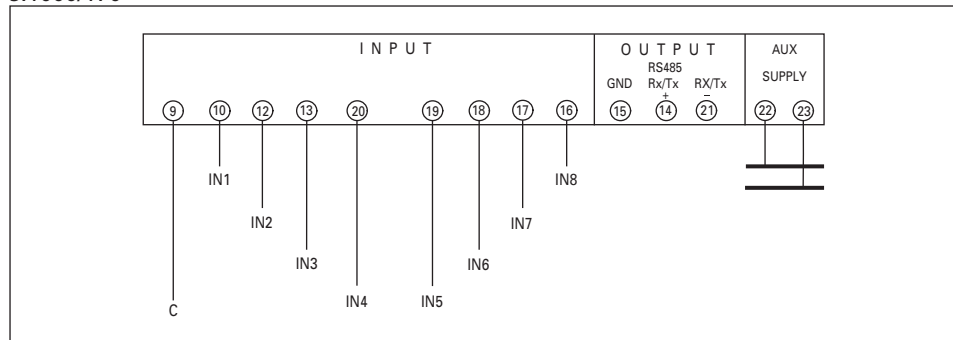 INPUT
OUTPUT
AUX
SUPPLY
RS485
GND Rx/Tx RX/Tx
+ −
9 10 12 13 20 19 18 17 16 15 14 21 22 23
IN1
IN8
IN2
IN7
IN3
IN6
IN4
IN5
C